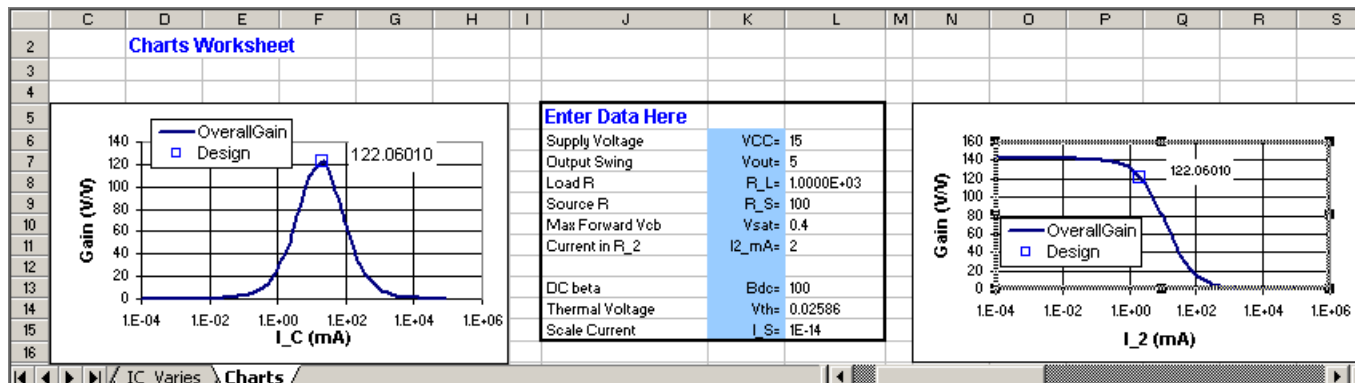 C D E F G H I J K L M N O P Q R S
2 Charts Worksheet
3
4
5 Enter Data Here
6 Supply Voltage VCC= 15
7 Output Swing Vout= 5
8 Load R R_L= 1.0000E+03
9 Source R R_S= 100
10 Max Forward Vcb Vsat= 0.4
11 Current in R_2 I2_mA= 2
12
13 DC beta Bdc= 100
14 Thermal Voltage Vth= 0.02586
15 Scale Current I_S= 1E-14
16
OverallGain
Design
122.06010
Gain (V/V)
140
120
100
80
60
40
20
0
1.E-04 1.E-02 1.E+00 1.E+02 1.E+04 1.E+06
I_C (mA)
122.06010
OverallGain
Design
Gain (V/V)
160
140
120
100
80
60
40
20
0
1.E-04 1.E-02 1.E+00 1.E+02 1.E+04 1.E+06
I_2 (mA)
IC_Varies Charts